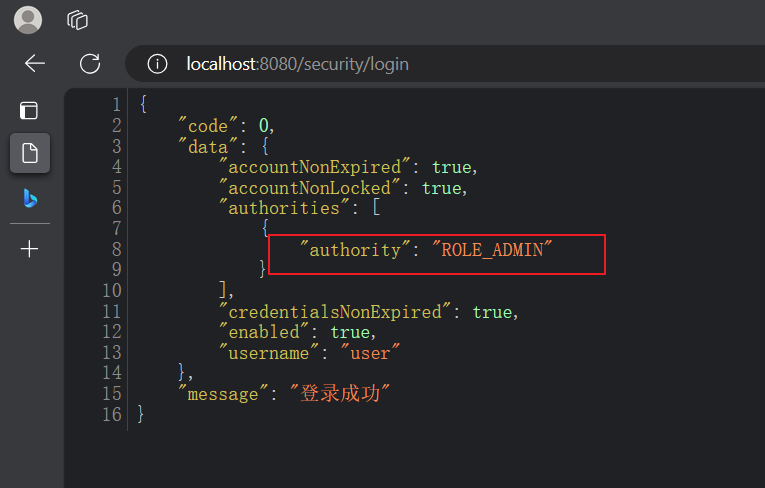 localhost:8080/security/login
1 {
2 "code": 0,
3 "data": {
4 "accountNonExpired": true,
5 "accountNonLocked": true,
6 "authorities": [
7 {
8 "authority": "ROLE_ADMIN"
9 }
10 ],
11 "credentialsNonExpired": true,
12 "enabled": true,
13 "username": "user"
14 },
15 "message": "登录成功"
16 }